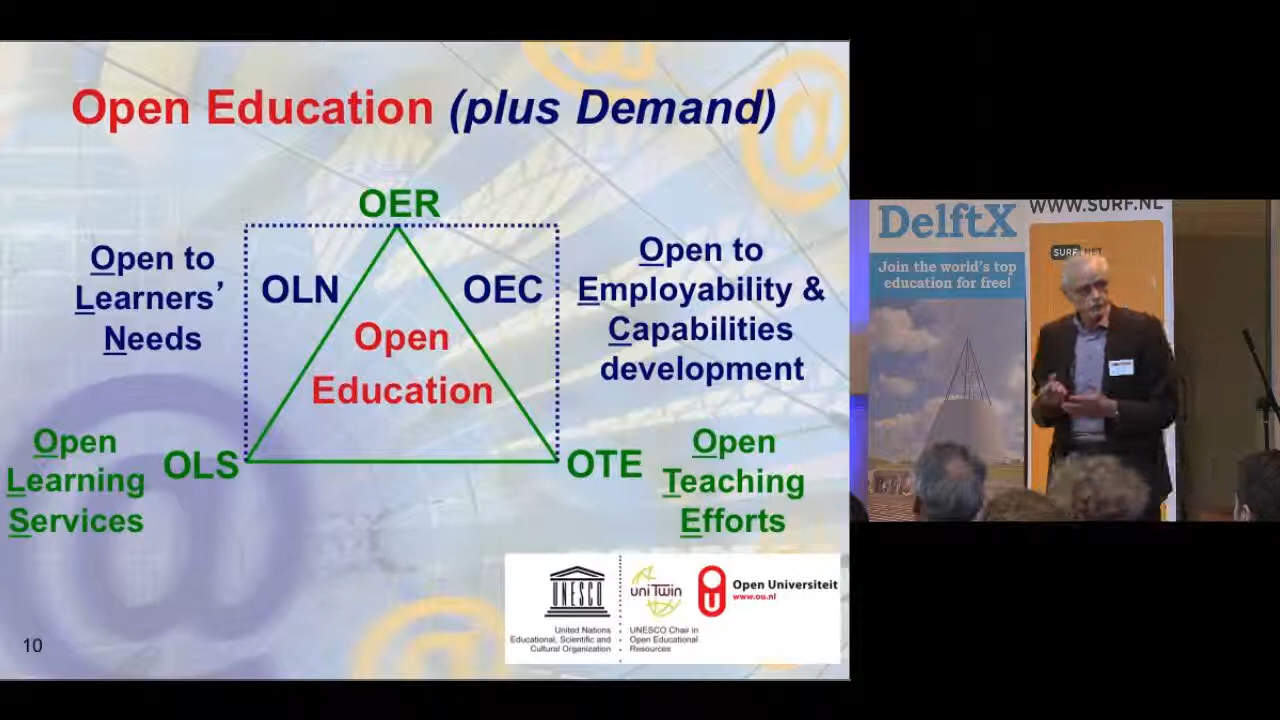 Open Education (plus Demand)
OER
Open to
Learners’
Needs
OLN
OEC
Open to
Employability &
Capabilities
development
Open
Education
Open
Learning
Services
OLS
OTE
Open
Teaching
Efforts
UNESCO
United Nations
Educational, Scientific and
Cultural Organization
uniTwin
UNESCO Chair in
Open Educational
Resources
Open Universiteit
www.ou.nl
10
DelftX
Join the world's top
education for free!
WWW.SURF.NL
SURF NET